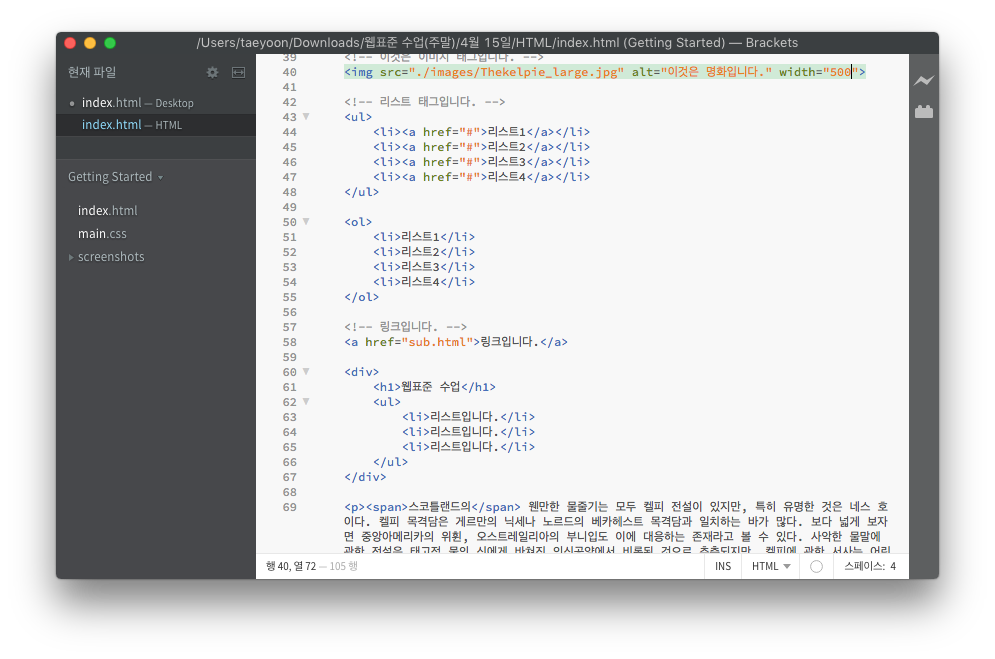 /Users/taeyoon/Downloads/웹표준 수업(주말)/4월 15일/HTML/index.html (Getting Started) — Brackets
현재 파일
index.html — Desktop
index.html — HTML
Getting Started
index.html
main.css
screenshots
39 <!-- 이것은 이미지 태그입니다. -->
40 <img src="./images/Thekelpie_large.jpg" alt="이것은 명화입니다." width="500">
41
42 <!-- 리스트 태그입니다. -->
43 <ul>
44 <li><a href="#">리스트1</a></li>
45 <li><a href="#">리스트2</a></li>
46 <li><a href="#">리스트3</a></li>
47 <li><a href="#">리스트4</a></li>
48 </ul>
49
50 <ol>
51 <li>리스트1</li>
52 <li>리스트2</li>
53 <li>리스트3</li>
54 <li>리스트4</li>
55 </ol>
56
57 <!-- 링크입니다. -->
58 <a href="sub.html">링크입니다.</a>
59
60 <div>
61 <h1>웹표준 수업</h1>
62 <ul>
63 <li>리스트입니다.</li>
64 <li>리스트입니다.</li>
65 <li>리스트입니다.</li>
66 </ul>
67 </div>
68
69 <p><span>스코틀랜드의</span> 웬만한 물줄기는 모두 켈피 전설이 있지만, 특히 유명한 것은 네스 호
이다. 켈피 목격담은 게르만의 닉세나 노르드의 베카헤스트 목격담과 일치하는 바가 많다. 보다 넓게 보자
면 중앙아메리카의 위휜, 오스트레일리아의 부니입도 이에 대응하는 존재라고 볼 수 있다. 사악한 물말에
관한 전설은 태고적 물의 신에게 바쳐진 인신공양에서 비롯된 것으로 추측되지만, 켈피에 관한 서사는 어린
행 40, 열 72 — 105 행
INS
HTML
스페이스: 4